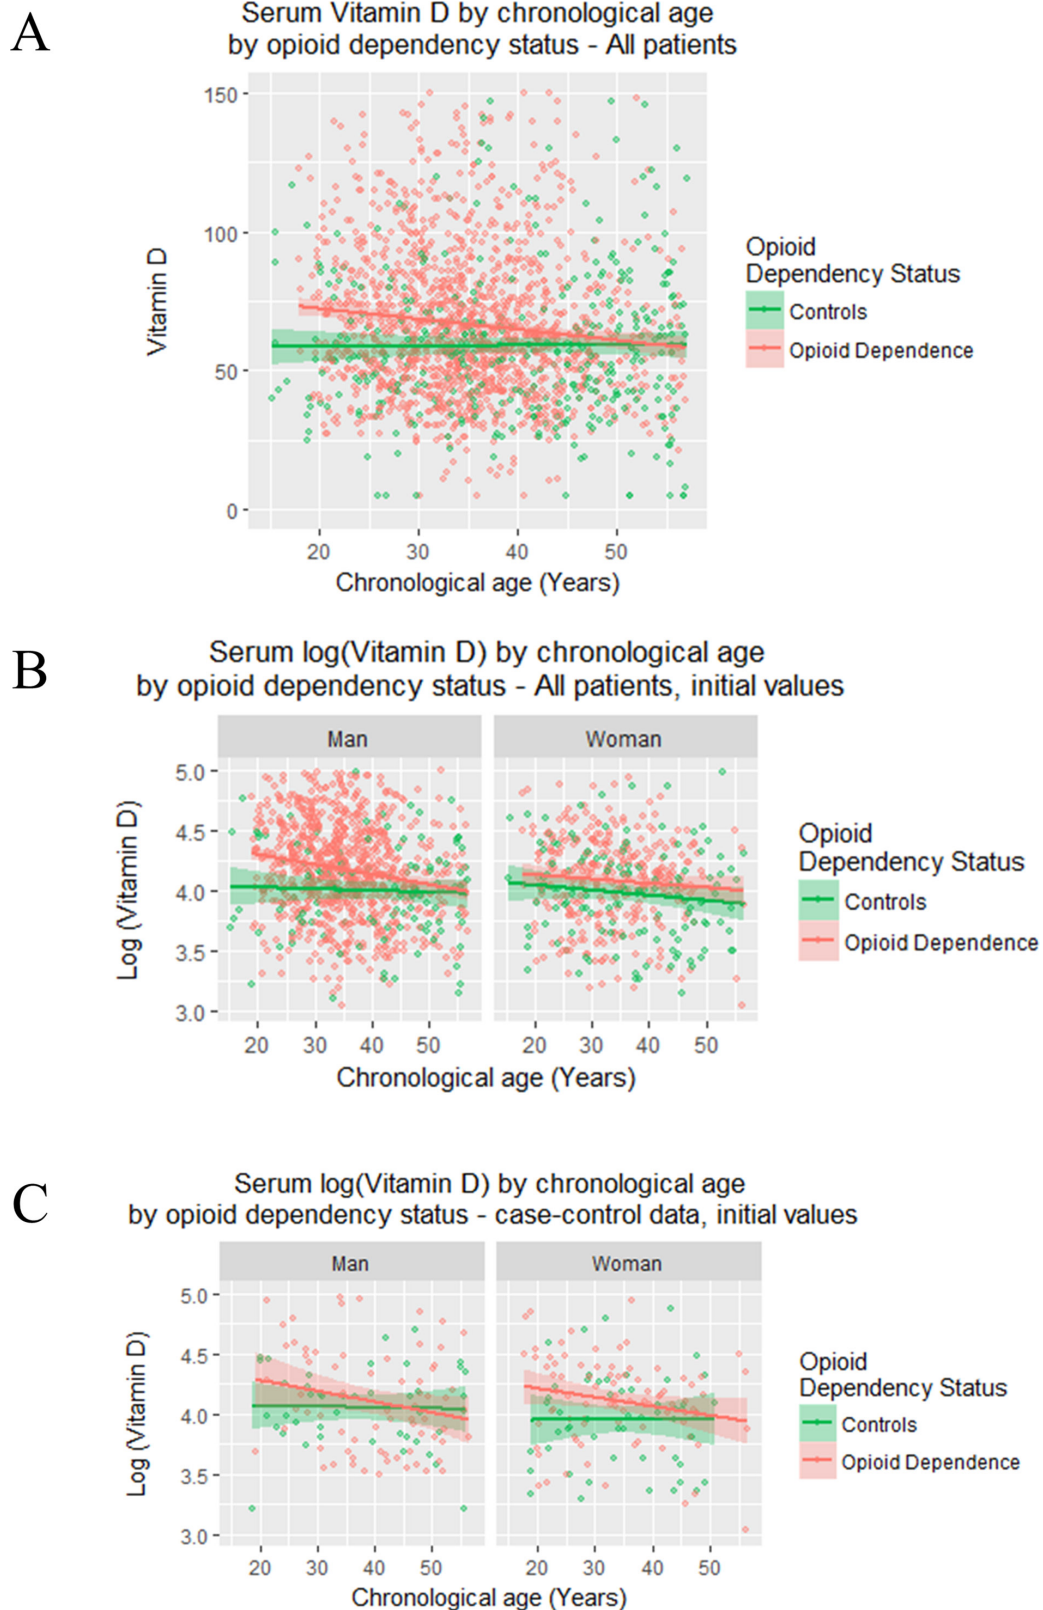 A
Serum Vitamin D by chronological age
by opioid dependency status - All patients
150
100
50
0
Vitamin D
20 30 40 50
Chronological age (Years)
Opioid
Dependency Status
Controls
Opioid Dependence
B
Serum log(Vitamin D) by chronological age
by opioid dependency status - All patients, initial values
Man Woman
5.0
4.5
4.0
3.5
3.0
Log (Vitamin D)
20 30 40 50 20 30 40 50
Chronological age (Years)
Opioid
Dependency Status
Controls
Opioid Dependence
C
Serum log(Vitamin D) by chronological age
by opioid dependency status - case-control data, initial values
Man Woman
5.0
4.5
4.0
3.5
3.0
Log (Vitamin D)
20 30 40 50 20 30 40 50
Chronological age (Years)
Opioid
Dependency Status
Controls
Opioid Dependence